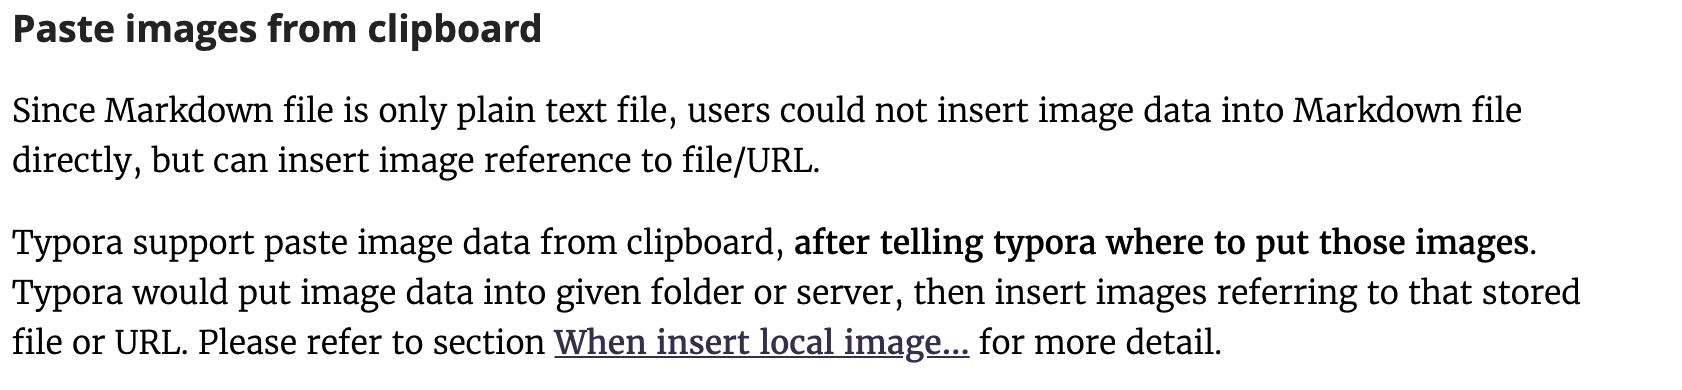 Paste images from clipboard
Since Markdown file is only plain text file, users could not insert image data into Markdown file
directly, but can insert image reference to file/URL.
Typora support paste image data from clipboard, after telling typora where to put those images.
Typora would put image data into given folder or server, then insert images referring to that stored
file or URL. Please refer to section When insert local image... for more detail.